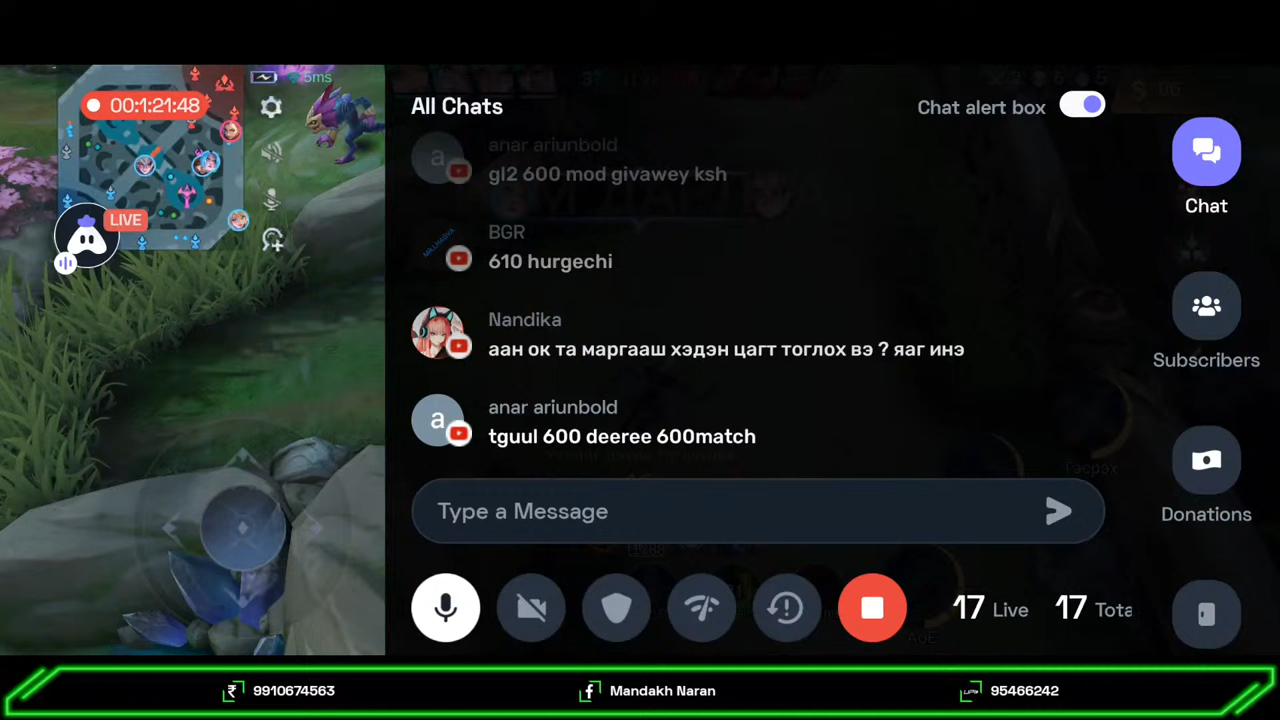 5ms
00:1:21:48
LIVE
All Chats
Chat alert box
anar ariunbold
gl2 600 mod givawey ksh
BGR
610 hurgechi
Nandika
аан ок та маргааш хэдэн цагт тоглох вэ ? яаг инэ
a
anar ariunbold
tguul 600 deeree 600match
Type a Message
17 Live
17 Tota
Chat
Subscribers
Donations
9910674563
Mandakh Naran
95466242